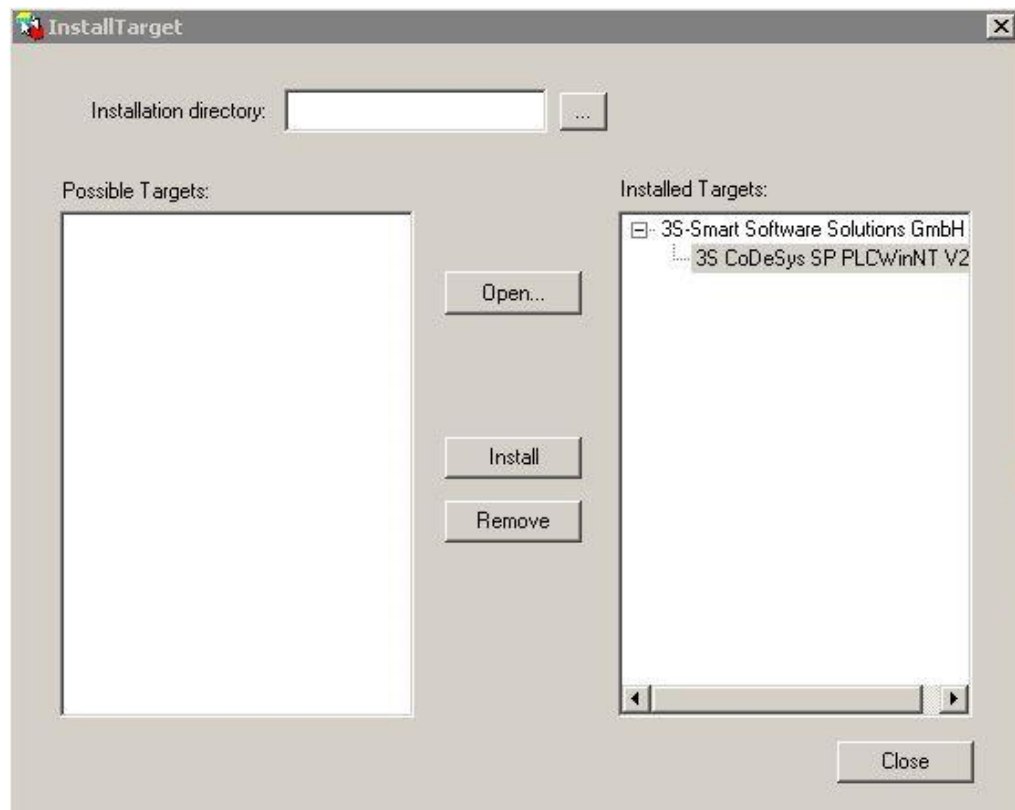 InstallTarget
Installation directory:
...
Possible Targets:
Installed Targets:
3S-Smart Software Solutions GmbH
3S CoDeSys SP PLCWinNT V2
Open...
Install
Remove
Close